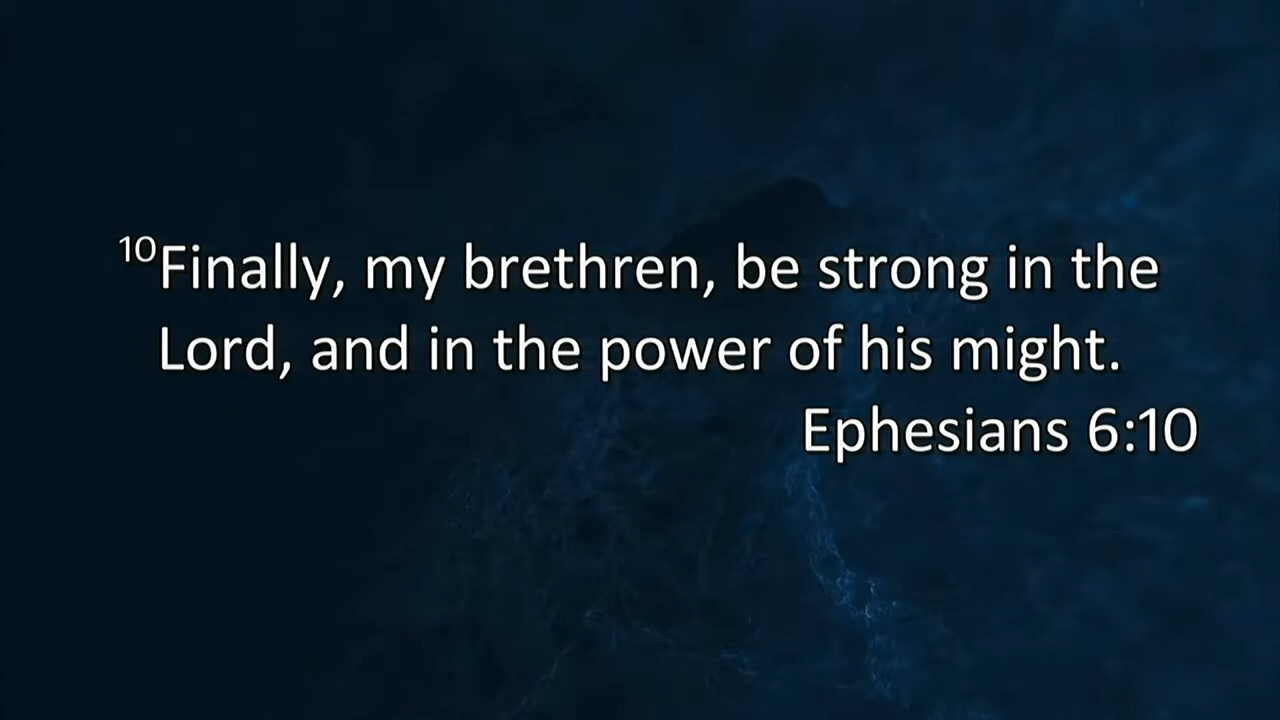 ¹⁰Finally, my brethren, be strong in the
Lord, and in the power of his might.
Ephesians 6:10